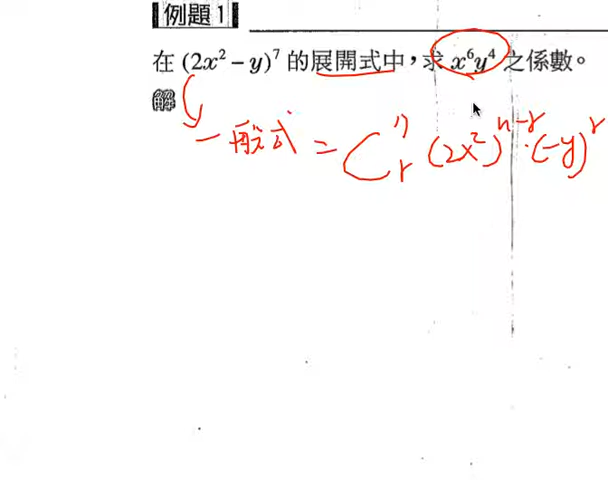 例題 1
在 (2x² − y)⁷ 的展開式中，求 x⁶y⁴ 之係數。
解
一般式 = Cⁿᵣ (2x²)ⁿ⁻ʳ · (−y)ʳ